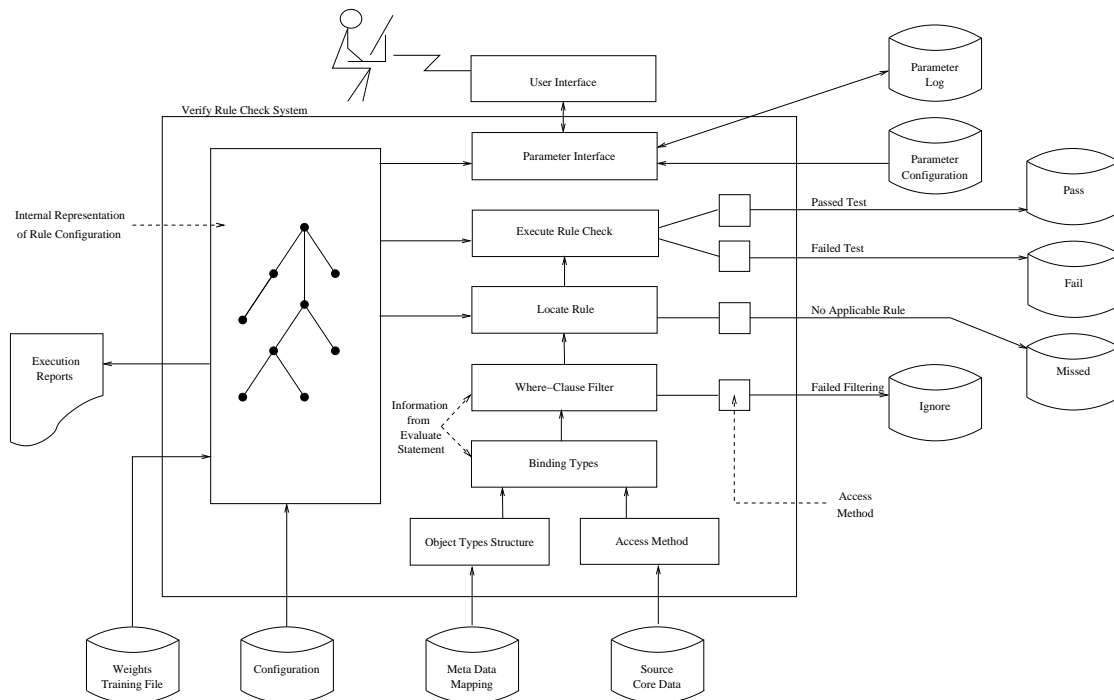 User Interface
Parameter
Log
Verify Rule Check System
Parameter Interface
Parameter
Configuration
Pass
Internal Representation
of Rule Configuration
Execute Rule Check
Passed Test
Failed Test
Fail
Locate Rule
No Applicable Rule
Missed
Execution
Reports
Where–Clause Filter
Failed Filtering
Ignore
Information
from
Evaluate
Statement
Binding Types
Access
Method
Object Types Structure
Access Method
Weights
Training File
Configuration
Meta Data
Mapping
Source
Core Data